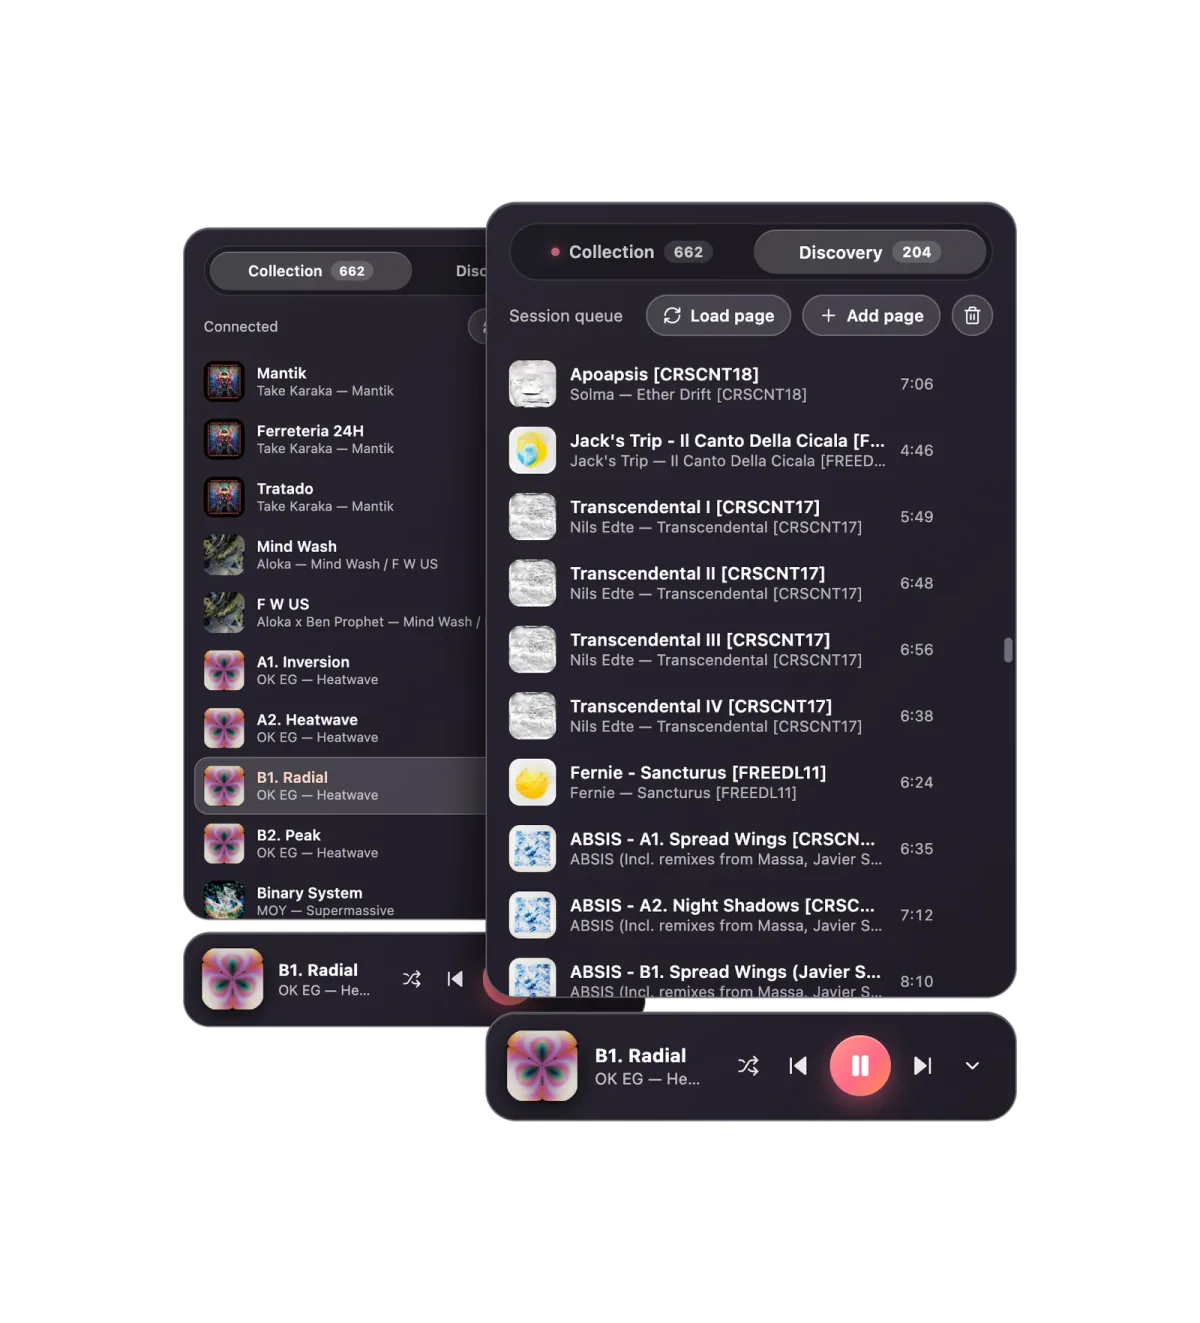 Collection 662
Disc
Connected
Mantik
Take Karaka — Mantik
Ferreteria 24H
Take Karaka — Mantik
Tratado
Take Karaka — Mantik
Mind Wash
Aloka — Mind Wash / F W US
F W US
Aloka x Ben Prophet — Mind Wash /
A1. Inversion
OK EG — Heatwave
A2. Heatwave
OK EG — Heatwave
B1. Radial
OK EG — Heatwave
B2. Peak
OK EG — Heatwave
Binary System
MOY — Supermassive
B1. Radial
OK EG — He...
Collection 662
Discovery 204
Session queue
Load page
Add page
Apoapsis [CRSCNT18]
Solma — Ether Drift [CRSCNT18]
7:06
Jack's Trip - Il Canto Della Cicala [F...
Jack's Trip — Il Canto Della Cicala [FREED...
4:46
Transcendental I [CRSCNT17]
Nils Edte — Transcendental [CRSCNT17]
5:49
Transcendental II [CRSCNT17]
Nils Edte — Transcendental [CRSCNT17]
6:48
Transcendental III [CRSCNT17]
Nils Edte — Transcendental [CRSCNT17]
6:56
Transcendental IV [CRSCNT17]
Nils Edte — Transcendental [CRSCNT17]
6:38
Fernie - Sancturus [FREEDL11]
Fernie — Sancturus [FREEDL11]
6:24
ABSIS - A1. Spread Wings [CRSCN...
ABSIS (Incl. remixes from Massa, Javier S...
6:35
ABSIS - A2. Night Shadows [CRSC...
ABSIS (Incl. remixes from Massa, Javier S...
7:12
ABSIS - B1. Spread Wings (Javier S...
ABSIS (Incl. remixes from Massa, Javier S...
8:10
B1. Radial
OK EG — He...